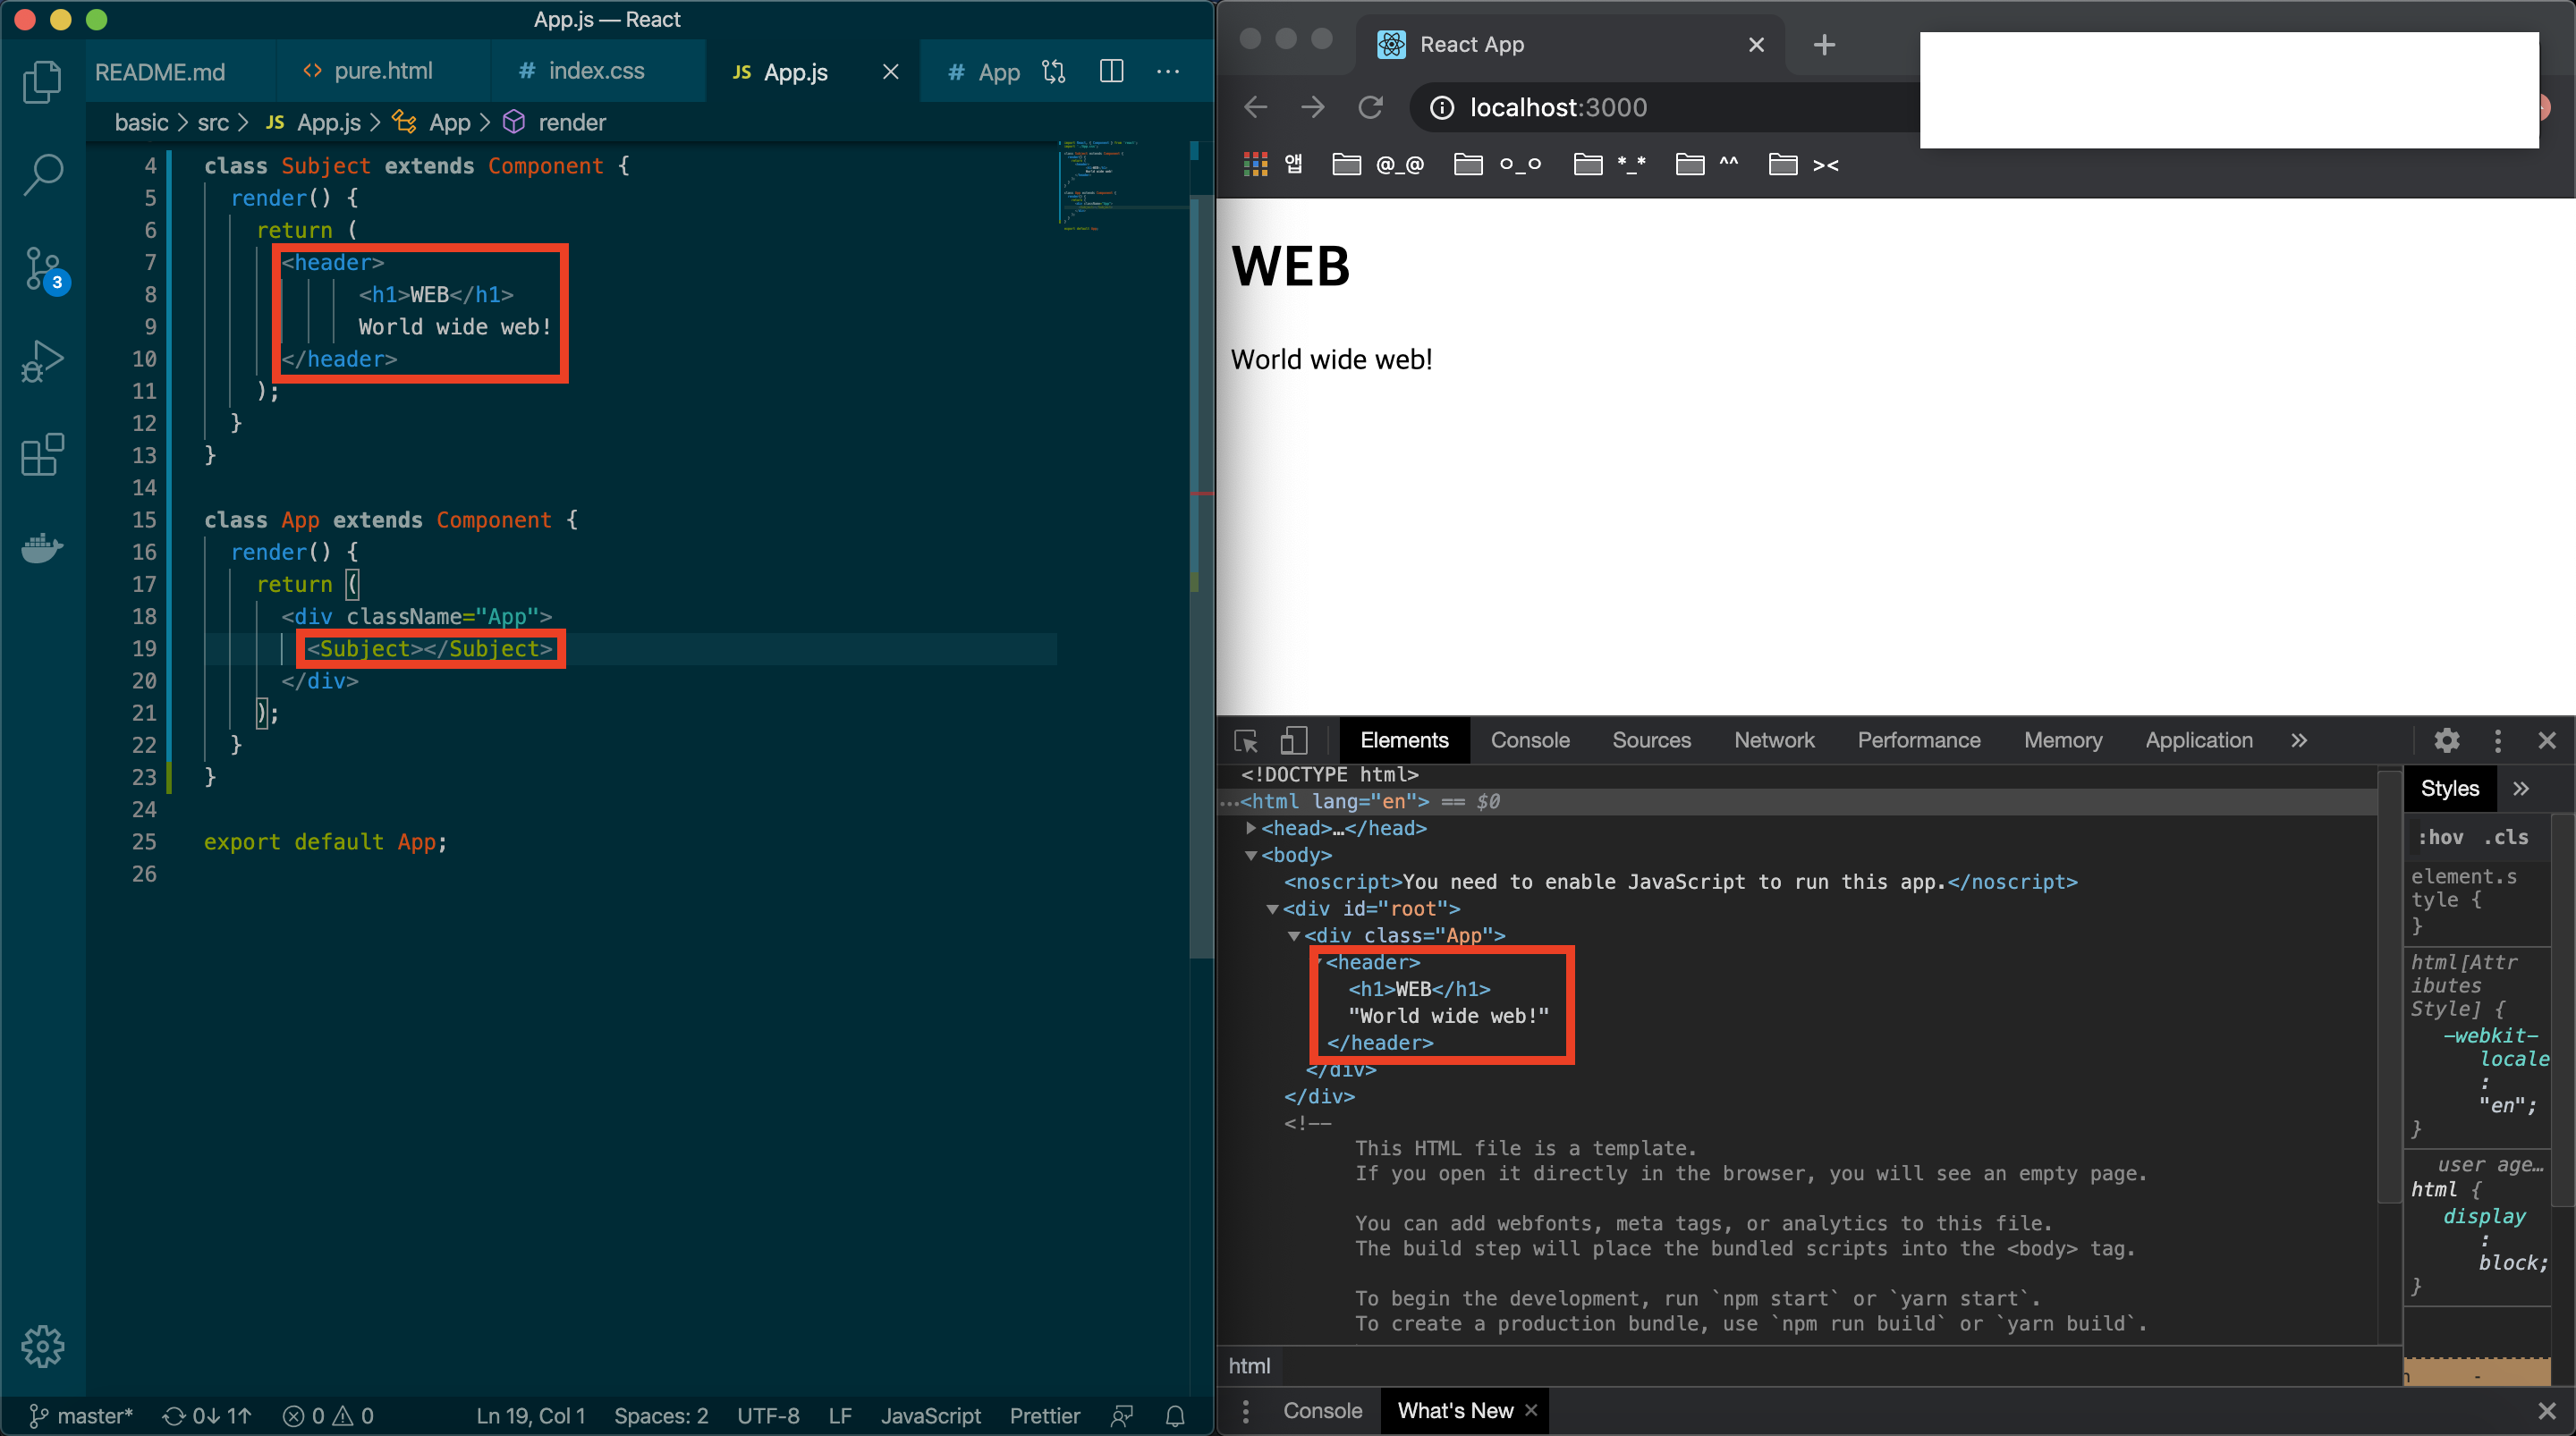 App.js — React
README.md
<> pure.html
# index.css
JS App.js
# App
basic > src > JS App.js > App > render
4 class Subject extends Component {
5 render() {
6 return (
7 <header>
8 <h1>WEB</h1>
9 World wide web!
10 </header>
11 );
12 }
13 }
14
15 class App extends Component {
16 render() {
17 return (
18 <div className="App">
19 <Subject></Subject>
20 </div>
21 );
22 }
23 }
24
25 export default App;
26
3
master* 0↓ 1↑ 0 0 Ln 19, Col 1 Spaces: 2 UTF-8 LF JavaScript Prettier
React App
localhost:3000
앱 @_@ ㅇ_ㅇ *_* ^^ ><
WEB
World wide web!
Elements Console Sources Network Performance Memory Application »
<!DOCTYPE html>
…<html lang="en"> == $0
<head>…</head>
<body>
<noscript>You need to enable JavaScript to run this app.</noscript>
<div id="root">
<div class="App">
<header>
<h1>WEB</h1>
"World wide web!"
</header>
</div>
</div>
<!--
This HTML file is a template.
If you open it directly in the browser, you will see an empty page.
You can add webfonts, meta tags, or analytics to this file.
The build step will place the bundled scripts into the <body> tag.
To begin the development, run `npm start` or `yarn start`.
To create a production bundle, use `npm run build` or `yarn build`.
html
Styles »
:hov .cls
element.s
tyle {
}
html[Attr
ibutes
Style] {
-webkit-
locale
:
"en";
}
user age…
html {
display
:
block;
}
-
Console What's New